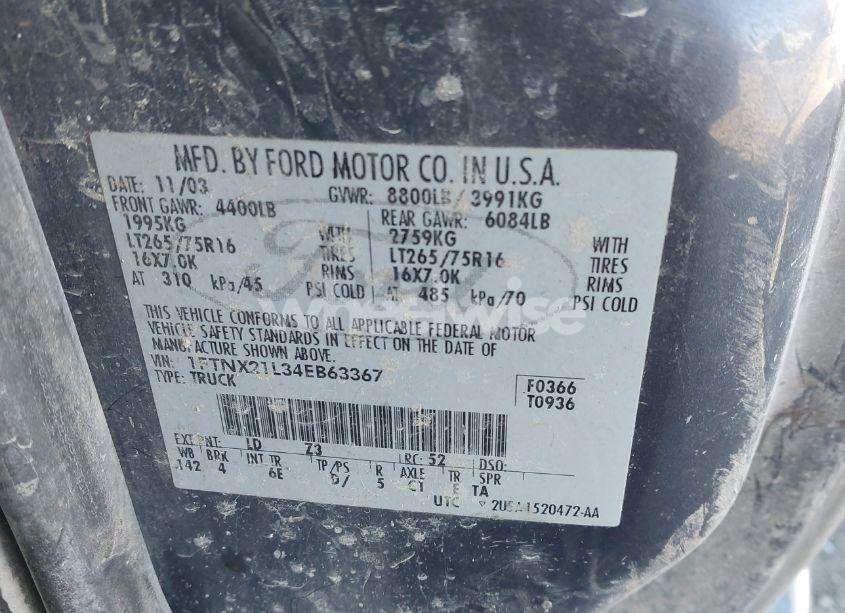 MFD. BY FORD MOTOR CO. IN U.S.A.
DATE: 11/03 GVWR: 8800LB / 3991KG
FRONT GAWR: 4400LB REAR GAWR: 6084LB
1995KG WITH 2759KG WITH
LT265/75R16 TIRES LT265/75R16 TIRES
16X7.0K RIMS 16X7.0K RIMS
AT 310 kPa/45 PSI COLD AT 485 kPa/70 PSI COLD
THIS VEHICLE CONFORMS TO ALL APPLICABLE FEDERAL MOTOR
VEHICLE SAFETY STANDARDS IN EFFECT ON THE DATE OF
MANUFACTURE SHOWN ABOVE.
VIN: 1FTNX21L34EB63367 F0366
TYPE: TRUCK T0936
EXT PNT: LD Z3 RC: 52 DSO:
WB BRK INT TR TP/PS R AXLE TR SPR
142 4 6E D/ 5 C1 E TA
UTC 2U5A-1520472-AA
wheelwise